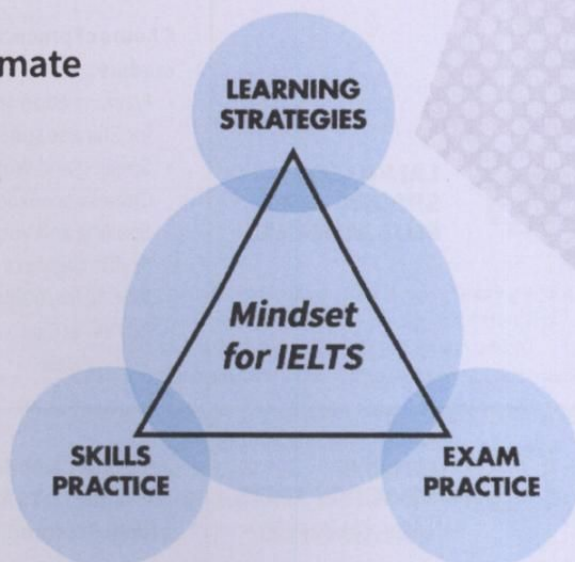 mate
LEARNING
STRATEGIES
Mindset
for IELTS
SKILLS
PRACTICE
EXAM
PRACTICE